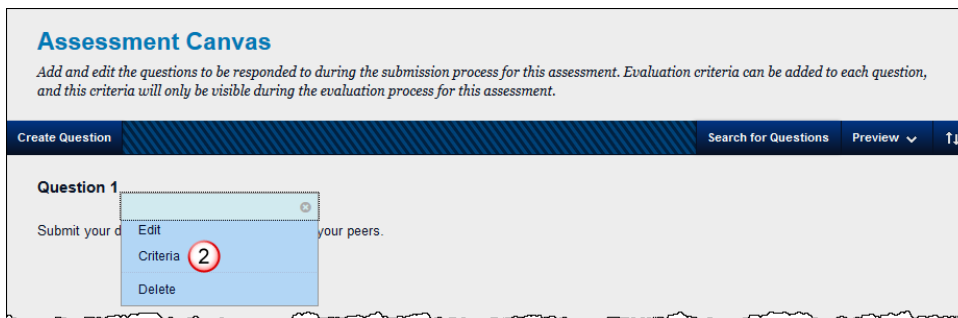 Assessment Canvas
Add and edit the questions to be responded to during the submission process for this assessment. Evaluation criteria can be added to each question,
and this criteria will only be visible during the evaluation process for this assessment.
Create Question Search for Questions Preview
Question 1
Submit your d your peers.
Edit
Criteria 2
Delete